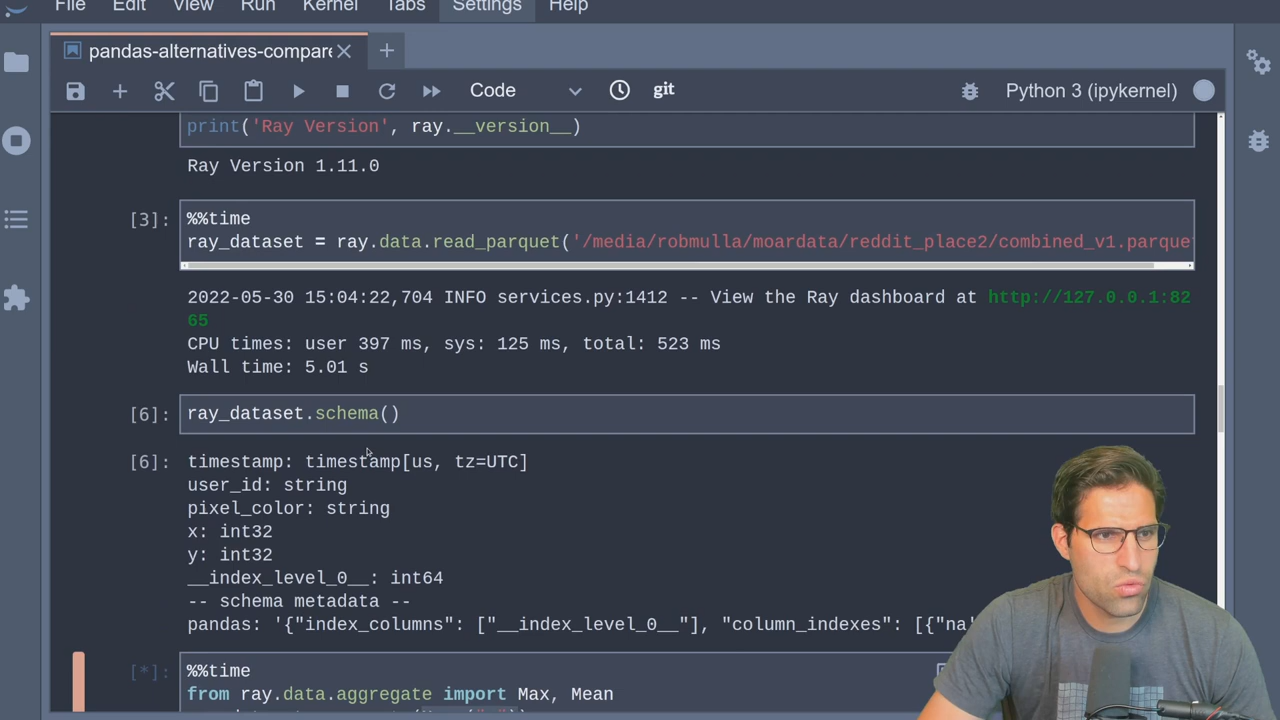 File Edit View Run Kernel Tabs Settings Help
pandas-alternatives-compare
Code
git
Python 3 (ipykernel)
print('Ray Version', ray.__version__)
Ray Version 1.11.0
[3]:
%%time
ray_dataset = ray.data.read_parquet('/media/robmulla/moardata/reddit_place2/combined_v1.parquet
2022-05-30 15:04:22,704 INFO services.py:1412 -- View the Ray dashboard at http://127.0.0.1:82
65
CPU times: user 397 ms, sys: 125 ms, total: 523 ms
Wall time: 5.01 s
[6]: ray_dataset.schema()
[6]: timestamp: timestamp[us, tz=UTC]
user_id: string
pixel_color: string
x: int32
y: int32
__index_level_0__: int64
-- schema metadata --
pandas: '{"index_columns": ["__index_level_0__"], "column_indexes": [{"na
[*]: %%time
from ray.data.aggregate import Max, Mean